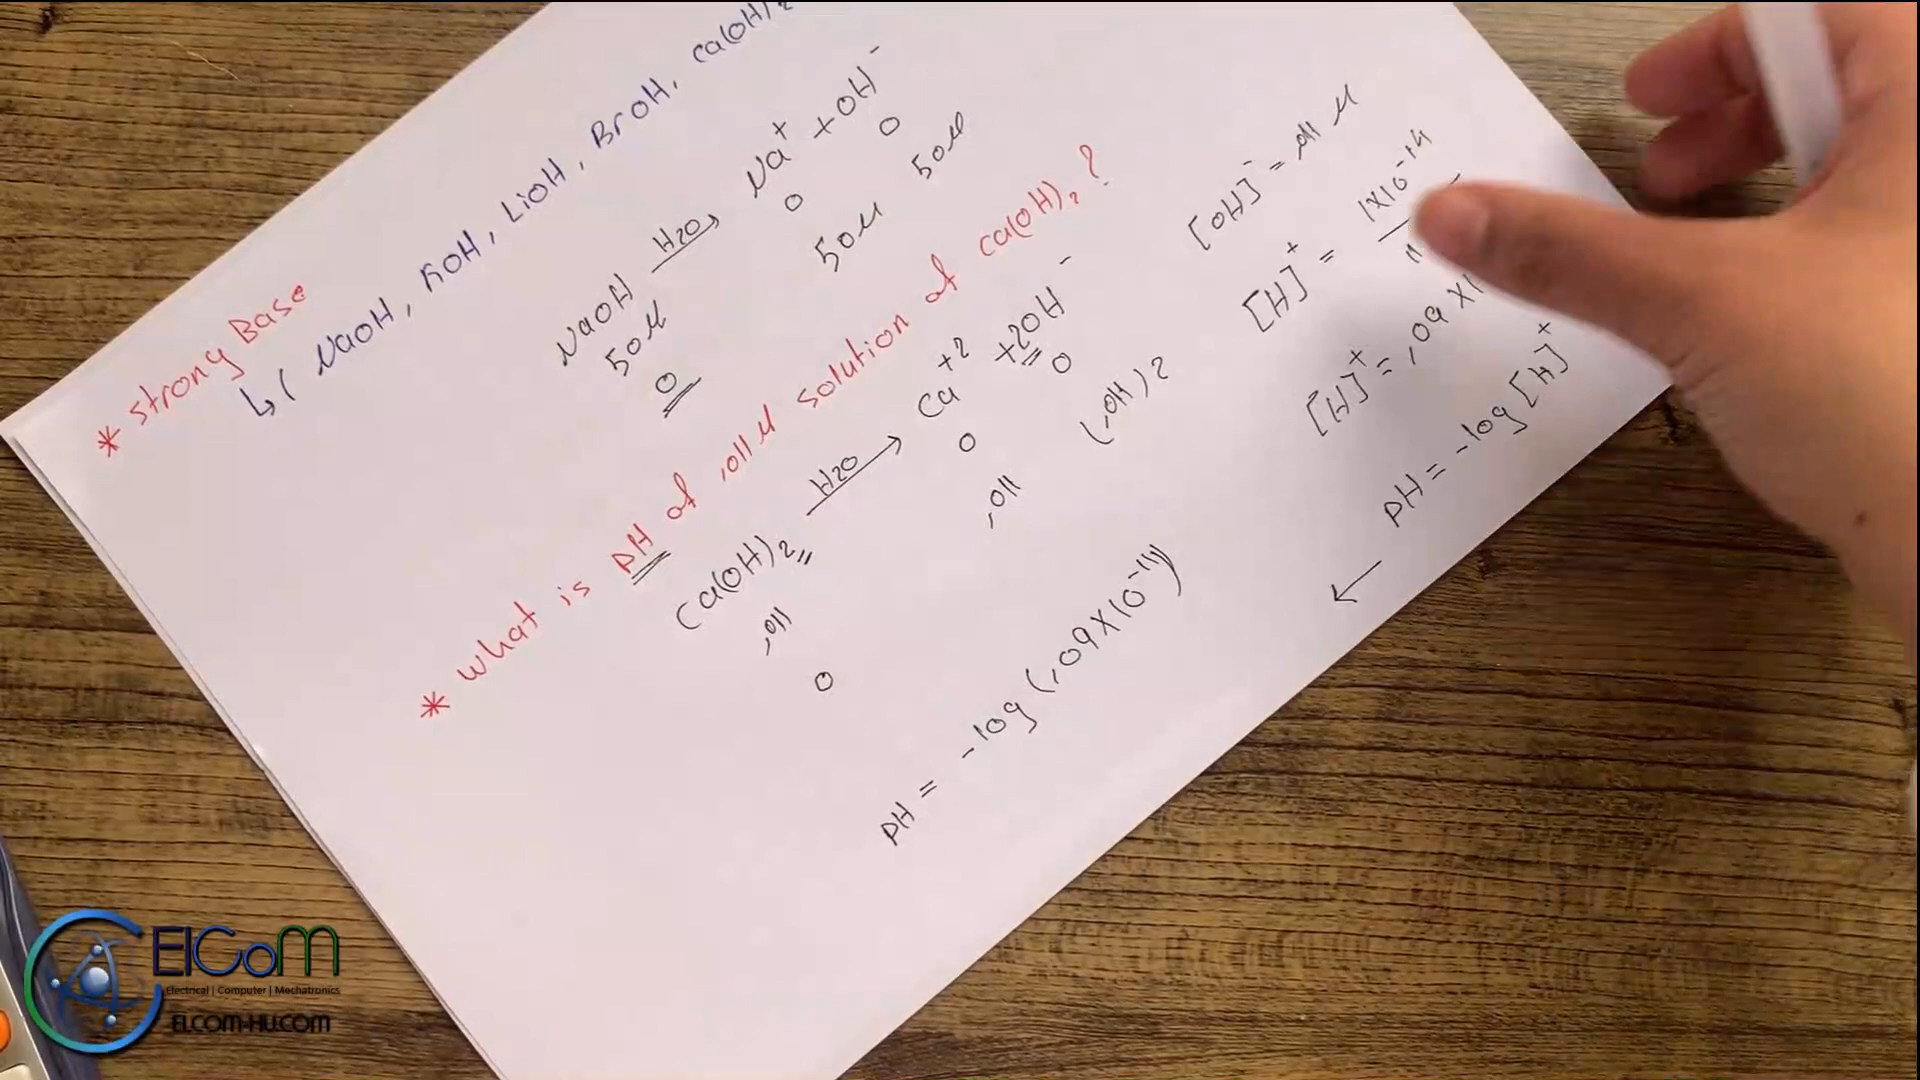 * strong Base
↳ ( NaOH, KOH, LiOH, BrOH, Ca(OH)2
NaOH H2O→ Na+ + OH-
50M 0 0
0 50M 50M
* what is pH of ,011 M solution of Ca(OH)2 ?
Ca(OH)2 H2O→ Ca+2 + 2OH-
,011 0 0
0 ,011 (,011)2
[OH]- = ,011 M
[H]+ = 1x10-14
11
[H]+ = ,09 x1
pH = -log [H]+
←
pH = -log (,09x10-11)
ElCoM
Electrical | Computer | Mechatronics
ELCOM-HU.COM